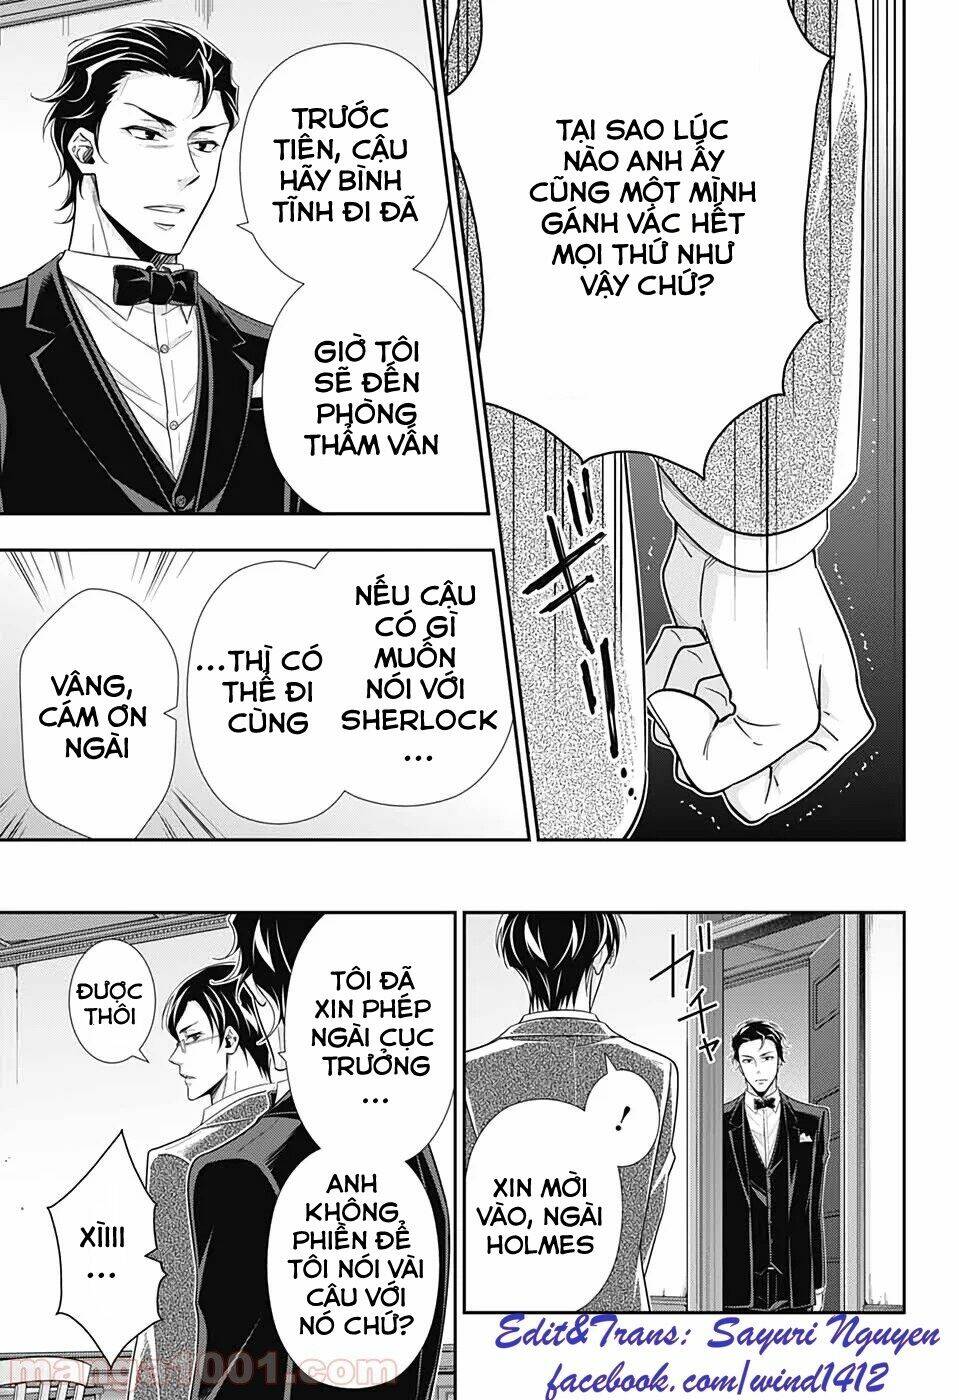 TẠI SAO LÚC
NÀO ANH ẤY
CŨNG MỘT MÌNH
GÁNH VÁC HẾT
MỌI THỨ NHƯ
VẬY CHỨ?
TRƯỚC
TIÊN, CẬU
HÃY BÌNH
TĨNH ĐI ĐÃ
GIỜ TÔI
SẼ ĐẾN
PHÒNG
THẨM VẤN
NẾU CẬU
CÓ GÌ
MUỐN
NÓI VỚI
SHERLOCK
...
...THÌ CÓ
THỂ ĐI
CÙNG
VÂNG,
CÁM ƠN
NGÀI
!
XIN MỜI
VÀO, NGÀI
HOLMES
TÔI ĐÃ
XIN PHÉP
NGÀI CỤC
TRƯỞNG
...
ANH
KHÔNG
PHIỀN ĐỂ
TÔI NÓI VÀI
CÂU VỚI
NÓ CHỨ?
ĐƯỢC
THÔI
XÌIII
...
Edit&Trans: Sayuri Nguyen
facebook.com/wind1412
manga1001.com